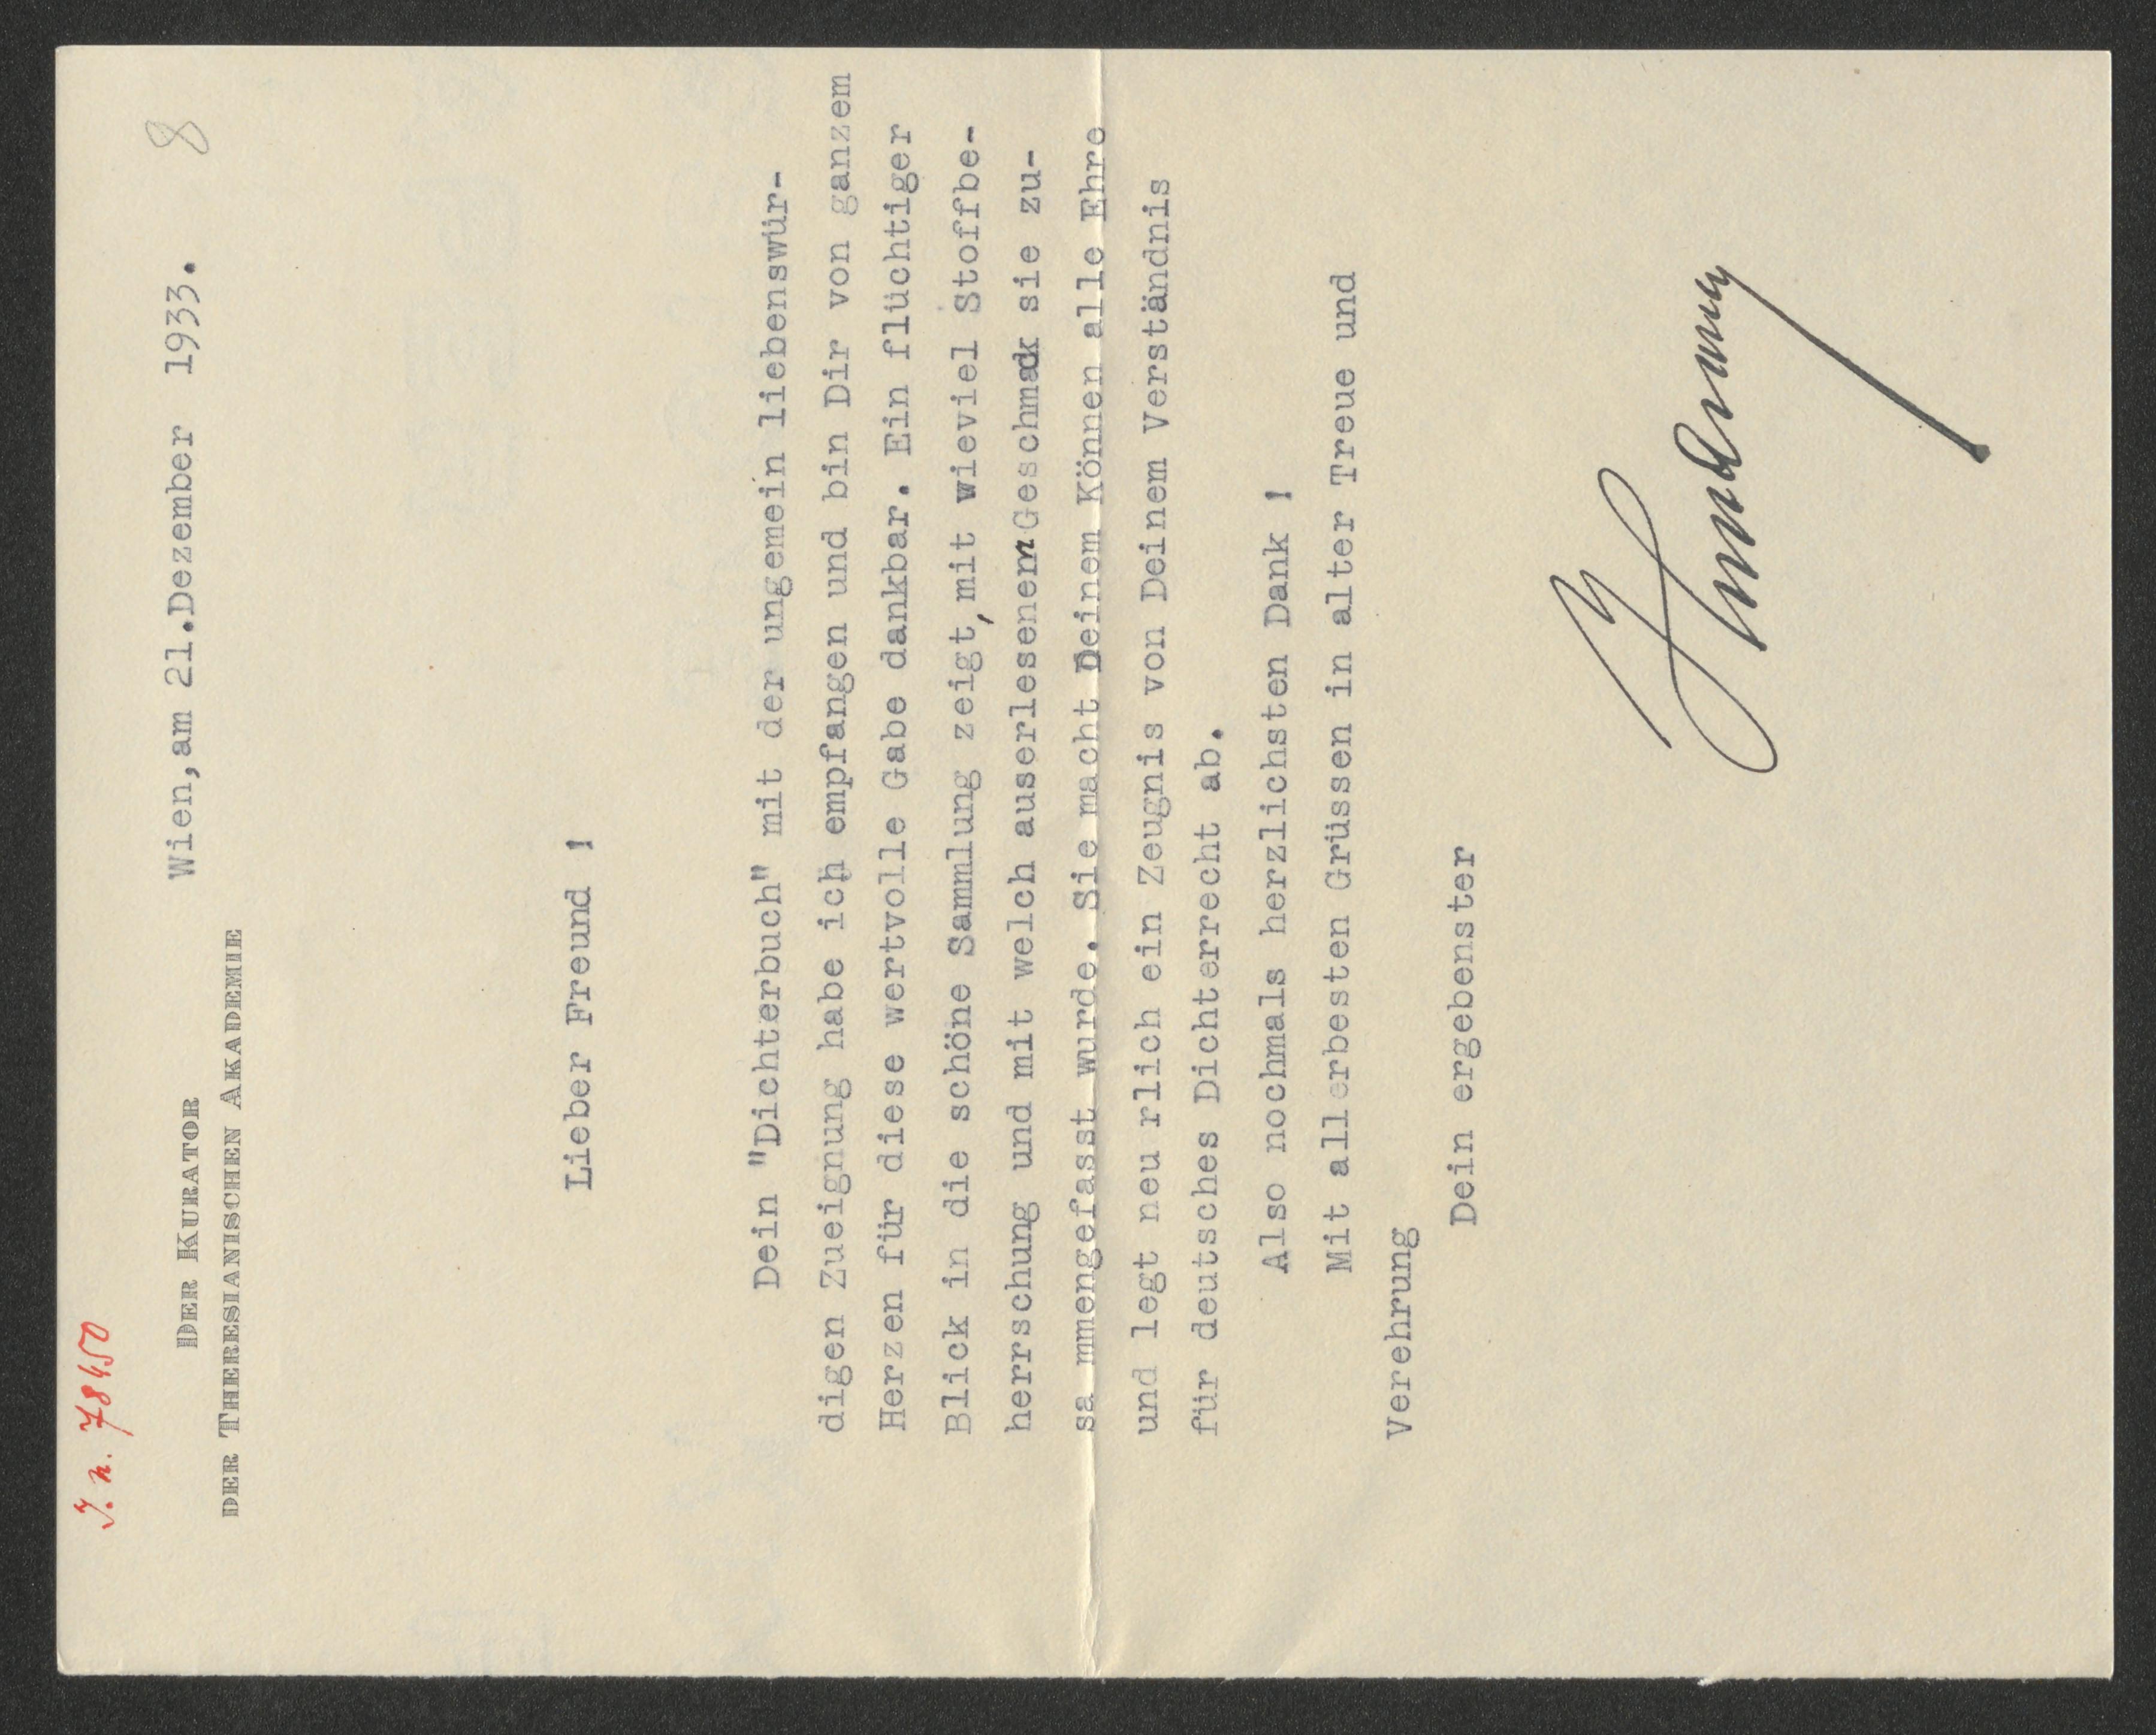 J. N. 78450
8
DER KURATOR
DER THERESIANISCHEN AKADEMIE
Wien,am 21.Dezember 1933.
Lieber Freund !
Dein "Dichterbuch" mit der ungemein liebenswür-
digen Zueignung habe ich empfangen und bin Dir von ganzem
Herzen für diese wertvolle Gabe dankbar. Ein flüchtiger
Blick in die schöne Sammlung zeigt,mit wieviel Stoffbe-
herrschung und mit welch auserlesenem Geschmack sie zu-
sa mmengefasst wurde. Sie macht Deinem Können alle Ehre
und legt neu rlich ein Zeugnis von Deinem Verständnis
für deutsches Dichterrecht ab.
Also nochmals herzlichsten Dank !
Mit allerbesten Grüssen in alter Treue und
Verehrung
Dein ergebenster